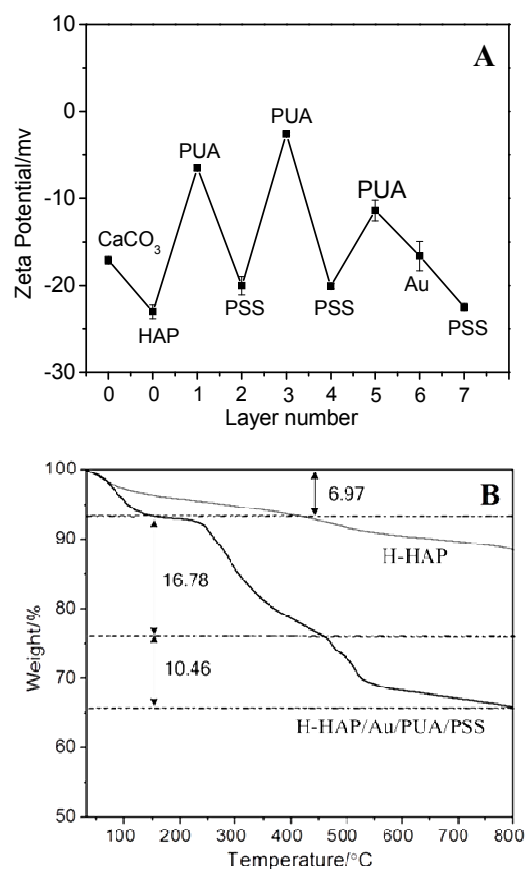 A
10
0
-10
-20
-30
Zeta Potential/mv
CaCO₃
HAP
PUA
PSS
PUA
PSS
PUA
Au
PSS
0 0 1 2 3 4 5 6 7
Layer number
B
100
90
80
70
60
50
Weight/%
6.97
H-HAP
16.78
10.46
H-HAP/Au/PUA/PSS
100 200 300 400 500 600 700 800
Temperature/°C